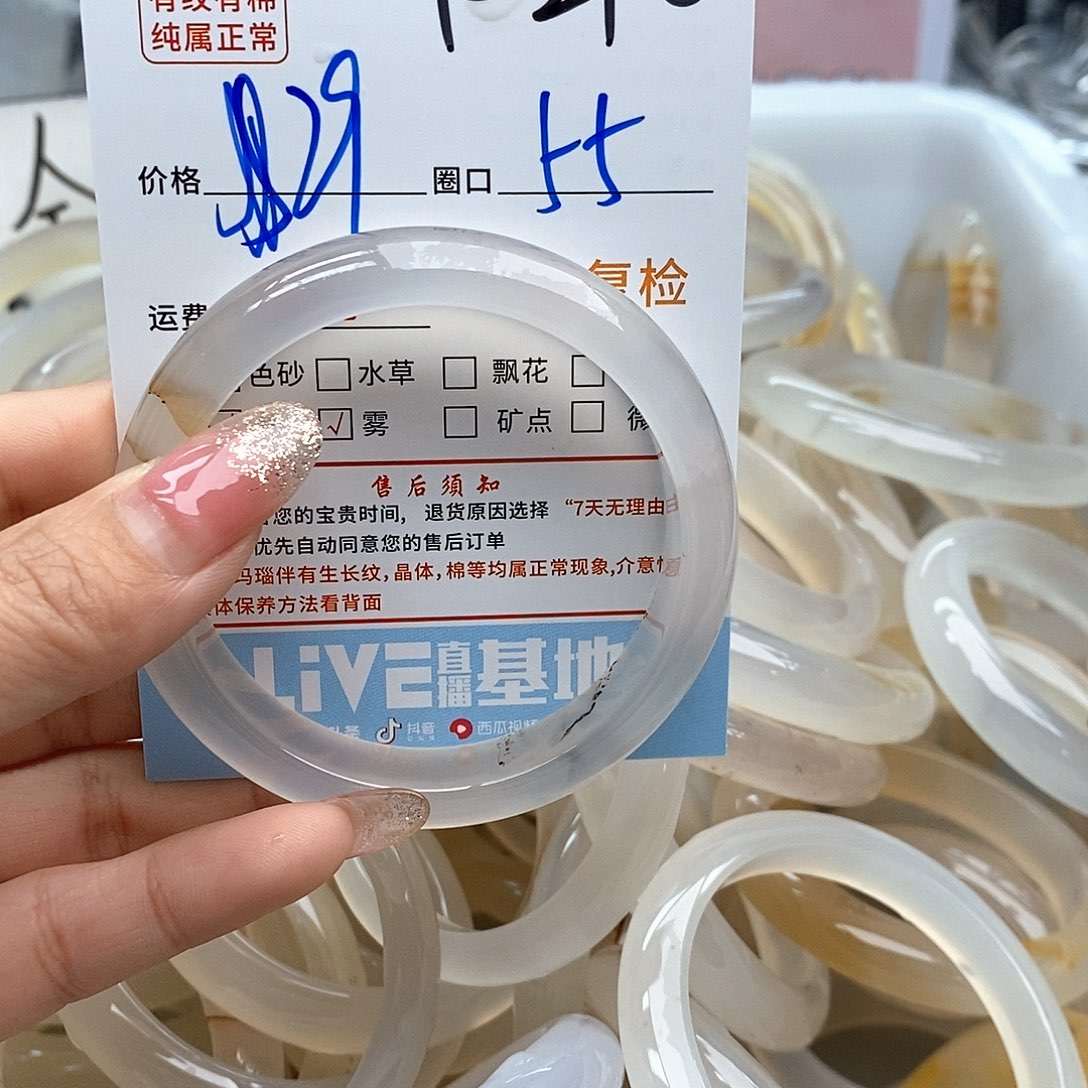 有纹有棉
纯属正常
价格 29 圈口 55
复检
运费
色砂 □水草 □ 飘花 □
☑雾 □ 矿点 □
售后须知
您的宝贵时间, 退货原因选择 “7天无理由
优先自动同意您的售后订单
玛瑙伴有生长纹,晶体,棉等均属正常现象,介意
体保养方法看背面
LiVE直播基地
头条 抖音 西瓜视频